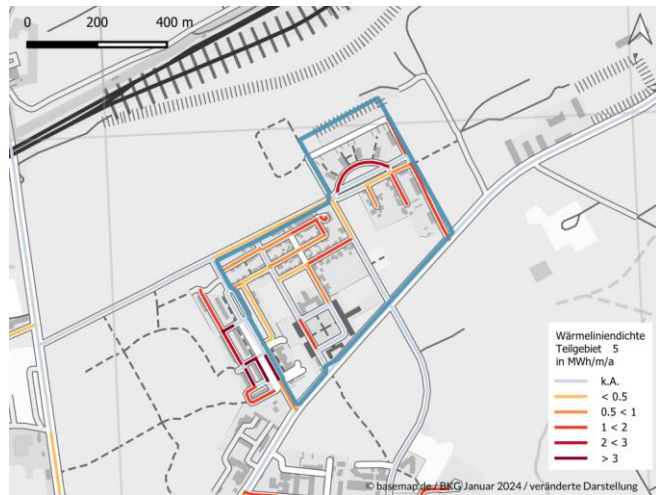 0 200 400 m
Wärmeliniendichte
Teilgebiet 5
in MWh/m/a
k.A.
< 0.5
0.5 < 1
1 < 2
2 < 3
> 3
© basemap.de / BKG Januar 2024 / veränderte Darstellung